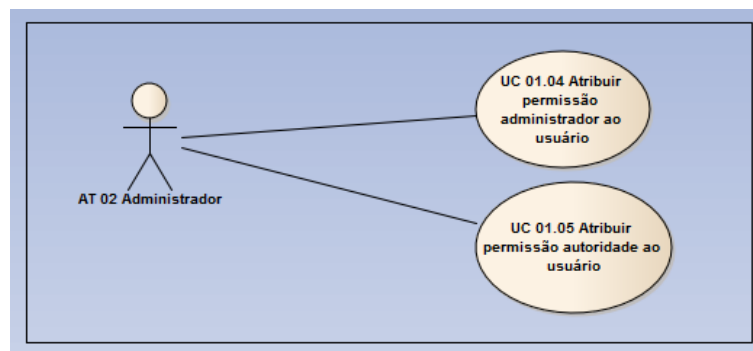 UC 01.04 Atribuir
permissão
administrador ao
usuário
AT 02 Administrador
UC 01.05 Atribuir
permissão autoridade ao
usuário